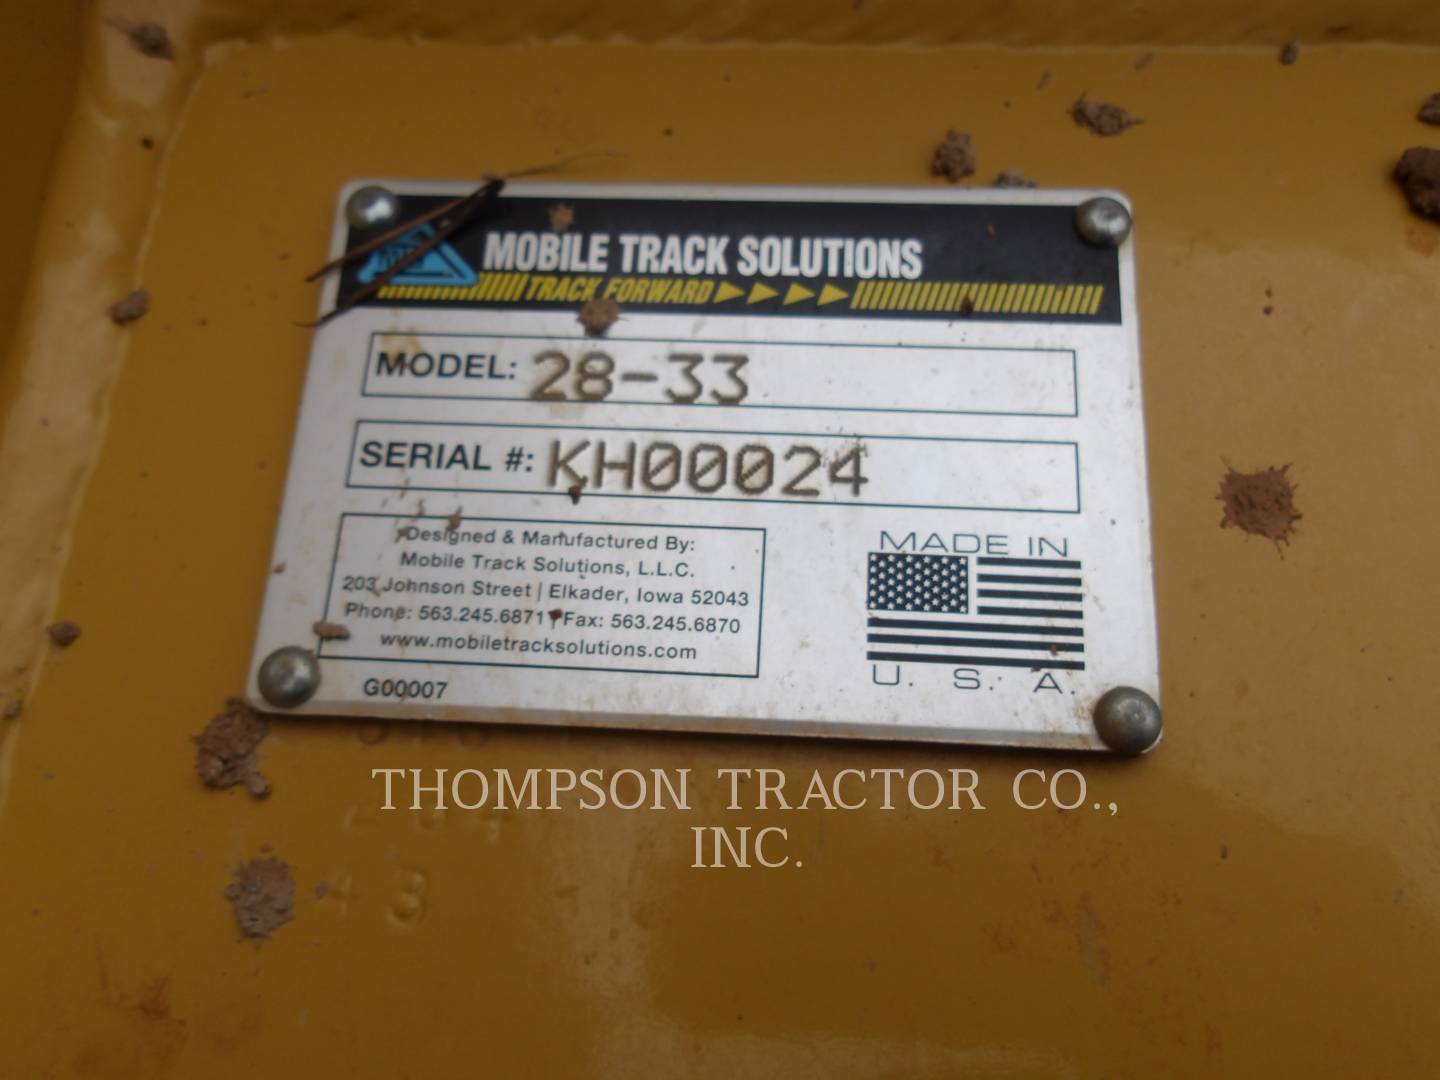 MOBILE TRACK SOLUTIONS
TRACK FORWARD
MODEL: 28-33
SERIAL #: KH00024
Designed & Manufactured By:
Mobile Track Solutions, L.L.C.
203 Johnson Street | Elkader, Iowa 52043
Phone: 563.245.6871 | Fax: 563.245.6870
www.mobiletracksolutions.com
G00007
MADE IN
U. S. A.
THOMPSON TRACTOR CO.,
INC.